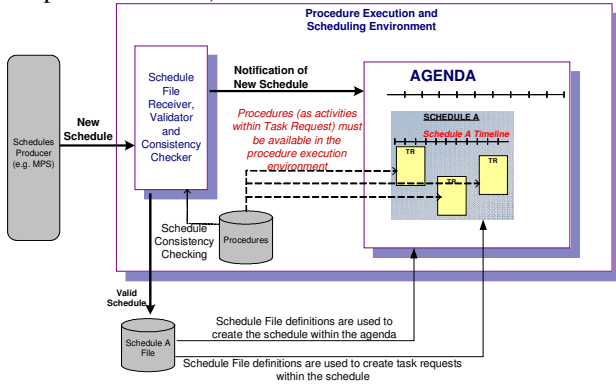 Procedure Execution and
Scheduling Environment
Schedules
Producer
(e.g. MPS)
New
Schedule
Schedule
File
Receiver,
Validator
and
Consistency
Checker
Notification of
New Schedule
Procedures (as activities
within Task Request) must
be available in the
procedure execution
environment
AGENDA
SCHEDULE A
Schedule A Timeline
TR
TR
TR
Schedule
Consistency
Checking
Procedures
Valid
Schedule
Schedule A
File
Schedule File definitions are used to
create the schedule within the agenda
Schedule File definitions are used to create task requests
within the schedule